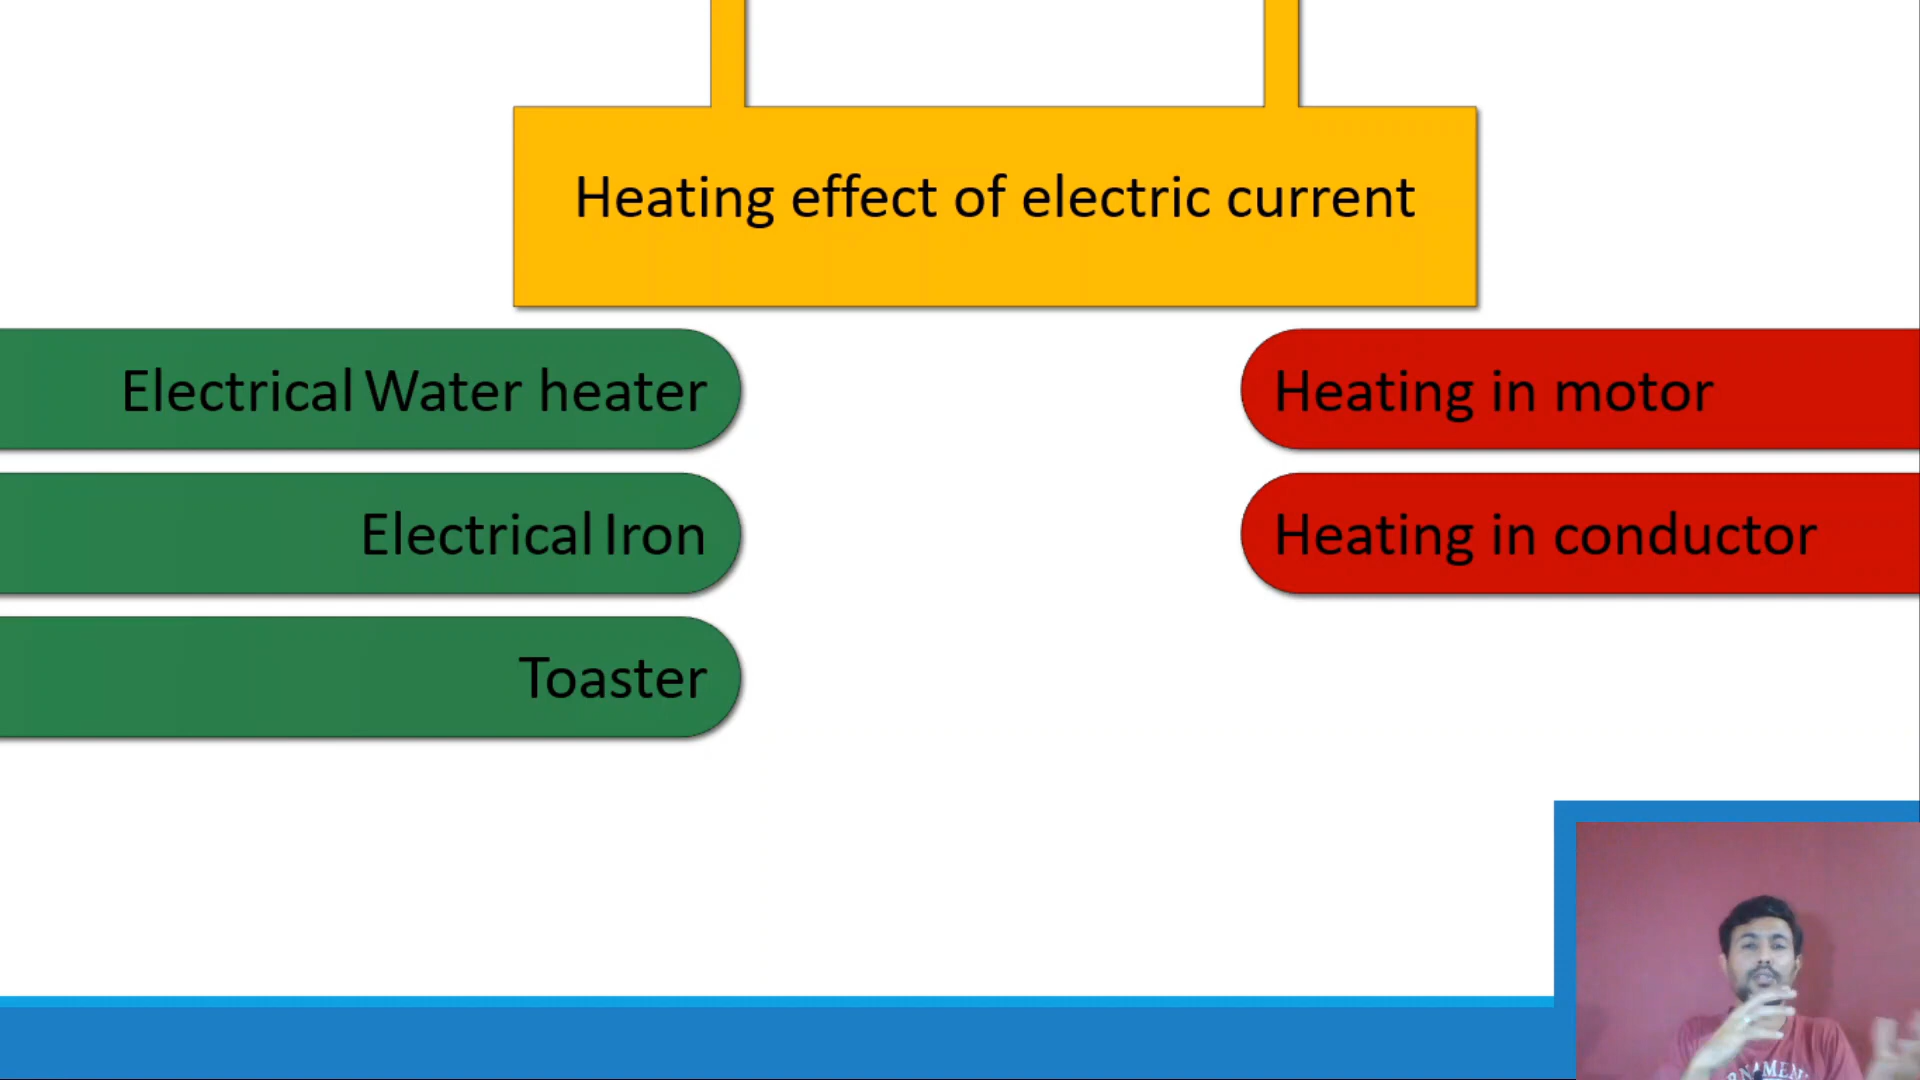 Heating effect of electric current
Electrical Water heater
Electrical Iron
Toaster
Heating in motor
Heating in conductor